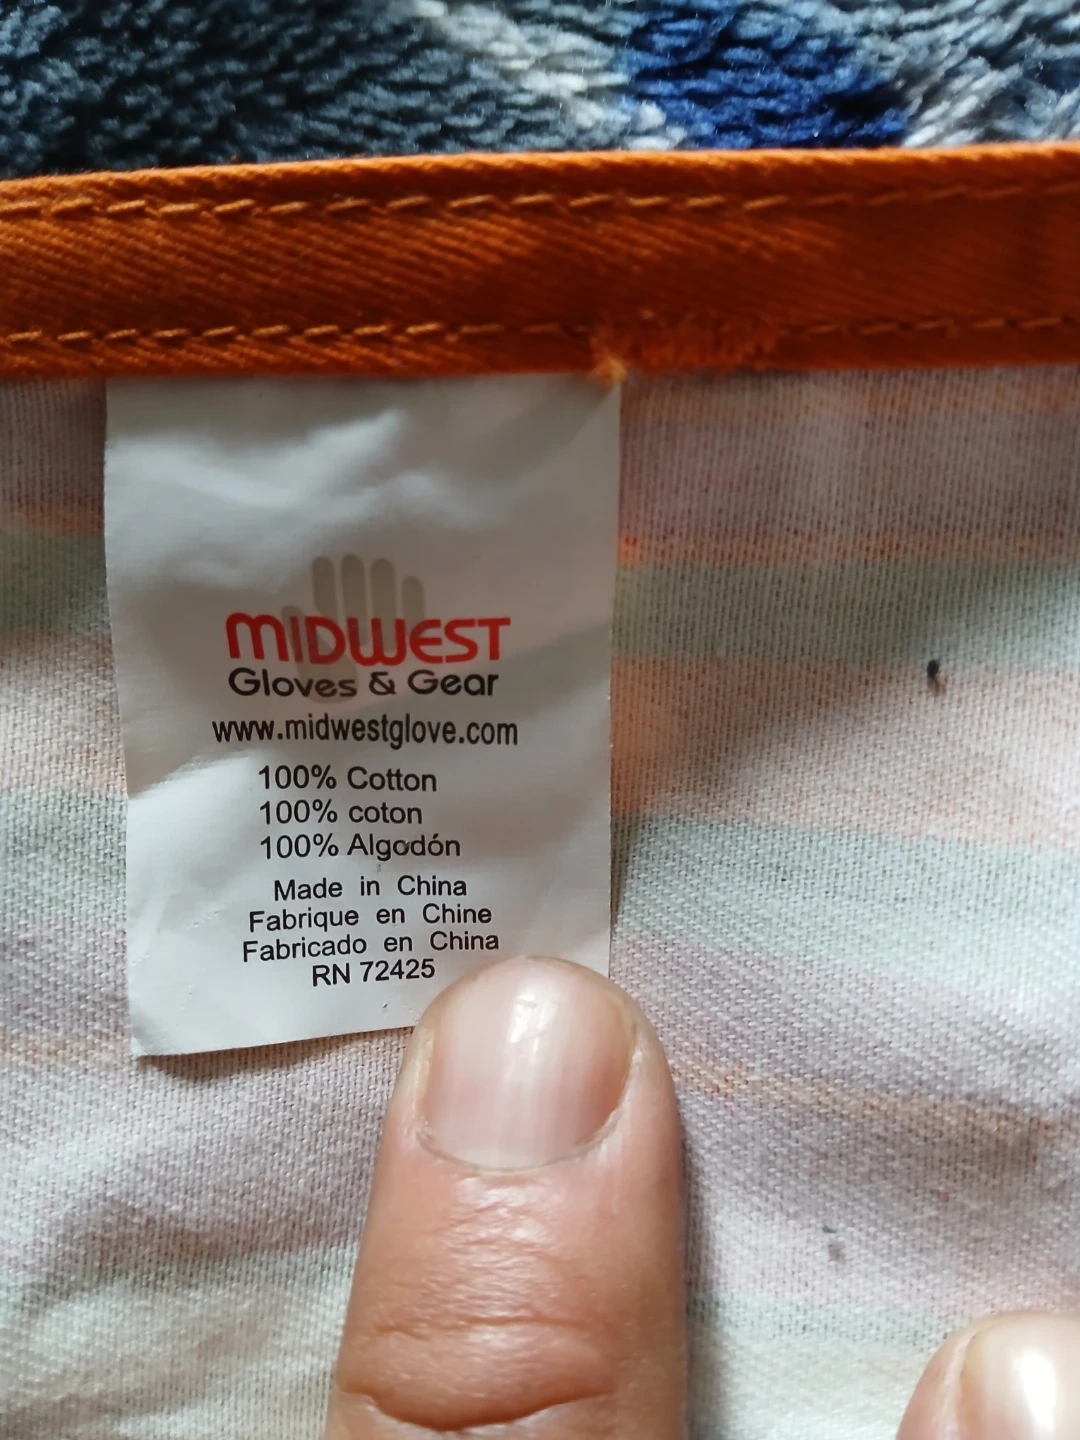 MIDWEST
Gloves & Gear
www.midwestglove.com
100% Cotton
100% coton
100% Algodón
Made in China
Fabrique en Chine
Fabricado en China
RN 72425